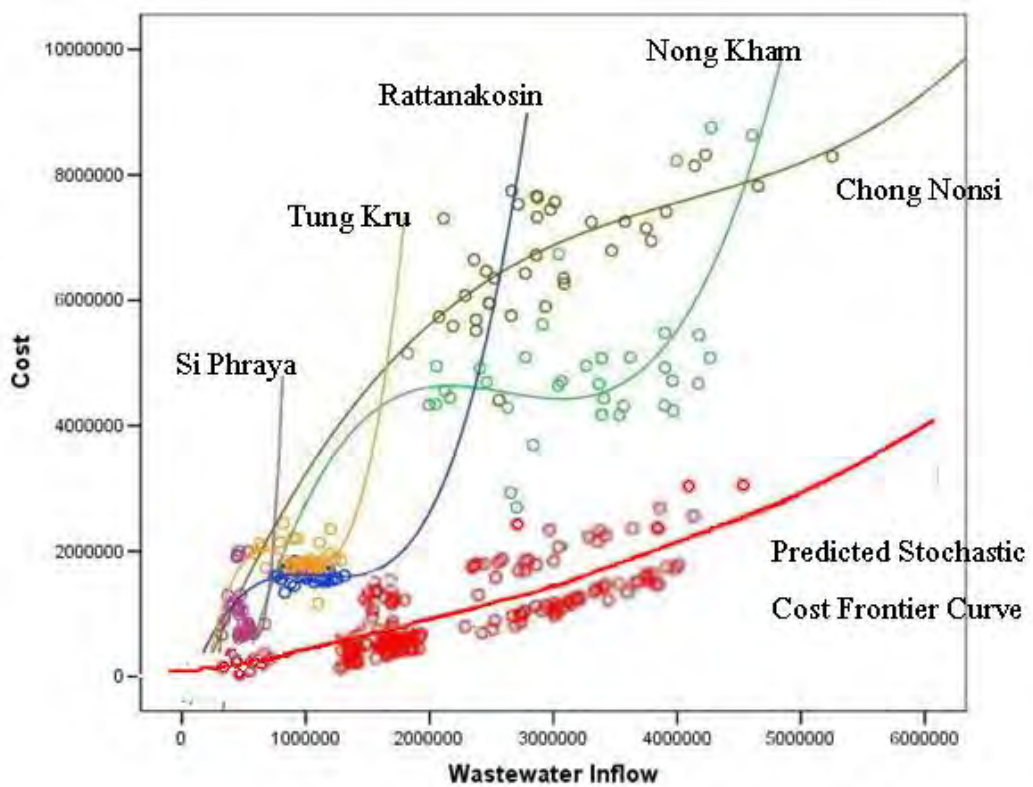 10000000
8000000
6000000
4000000
2000000
0
Cost
Nong Kham
Rattanakosin
Chong Nonsi
Tung Kru
Si Phraya
Predicted Stochastic
Cost Frontier Curve
0 1000000 2000000 3000000 4000000 5000000 6000000
Wastewater Inflow